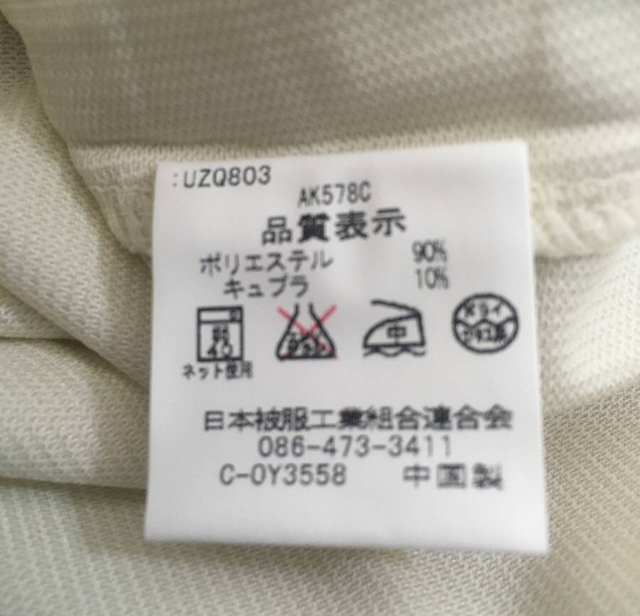 :UZQ803
AK578C
品質表示
ポリエステル 90%
キュプラ 10%
弱 40 中 ドライ
ネット使用
日本被服工業組合連合会
086-473-3411
C-OY3558 中国製